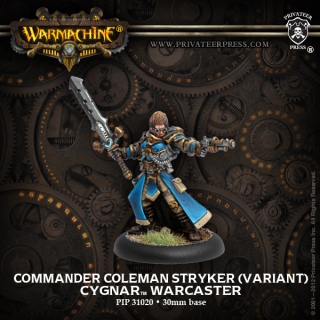 WARMACHINE®
WWW.PRIVATEERPRESS.COM
PRIVATEER
PRESS®
COMMANDER COLEMAN STRYKER (VARIANT)
CYGNAR™ WARCASTER
PIP 31020 • 30mm base